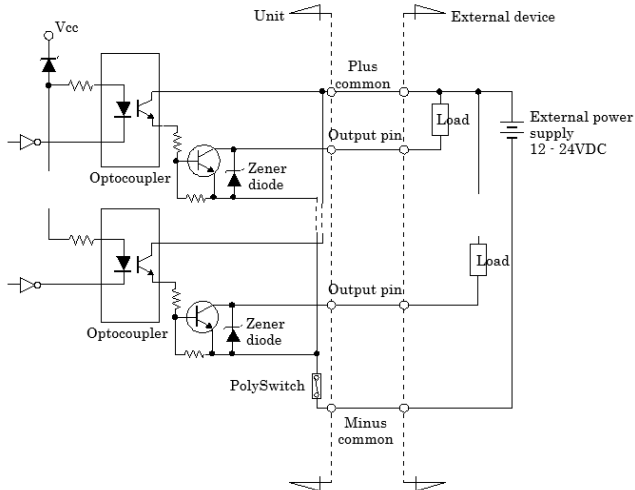 Unit
External device
Vcc
Plus
common
Load
External power
supply
12 - 24VDC
Output pin
Zener
diode
Optocoupler
Load
Output pin
Zener
diode
Optocoupler
PolySwitch
Minus
common